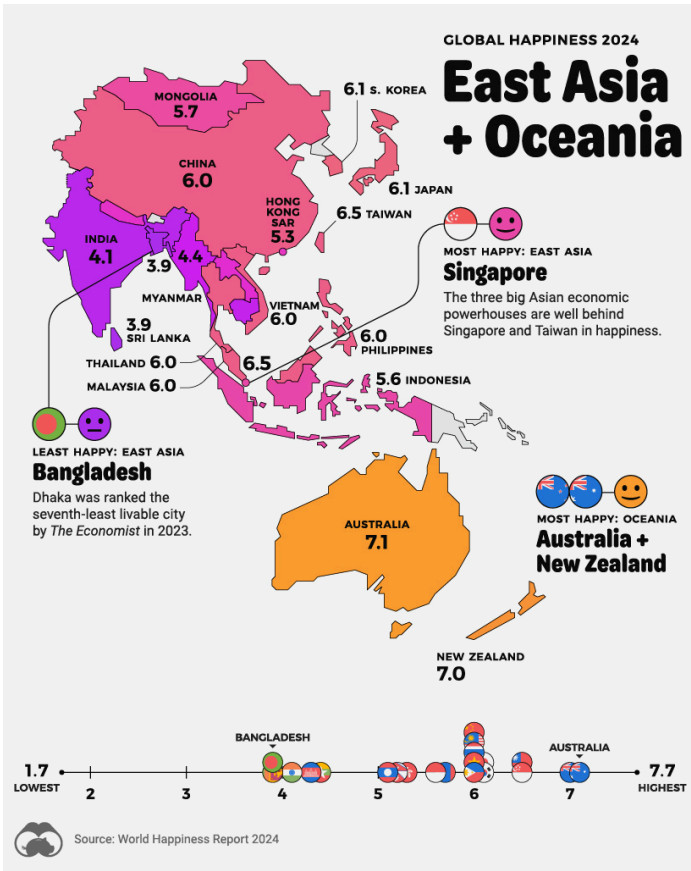 GLOBAL HAPPINESS 2024
East Asia
+ Oceania
MONGOLIA
5.7
6.1 S. KOREA
CHINA
6.0
6.1 JAPAN
HONG
KONG
SAR
5.3
6.5 TAIWAN
INDIA
4.1
4.4
3.9
MYANMAR
VIETNAM
6.0
3.9
SRI LANKA
THAILAND 6.0
MALAYSIA 6.0
6.5
6.0
PHILIPPINES
5.6 INDONESIA
MOST HAPPY: EAST ASIA
Singapore
The three big Asian economic
powerhouses are well behind
Singapore and Taiwan in happiness.
LEAST HAPPY: EAST ASIA
Bangladesh
Dhaka was ranked the
seventh-least livable city
by The Economist in 2023.
AUSTRALIA
7.1
MOST HAPPY: OCEANIA
Australia +
New Zealand
NEW ZEALAND
7.0
BANGLADESH
AUSTRALIA
1.7
LOWEST
2
3
4
5
6
7
7.7
HIGHEST
Source: World Happiness Report 2024